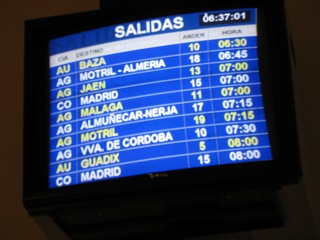 SALIDAS 06:37:01
CIA DESTINO ANDEN HORA
AU BAZA 10 06:30
AG MOTRIL - ALMERIA 18 06:45
AG JAEN 13 07:00
CO MADRID 15 07:00
AG MALAGA 11 07:00
AG ALMUÑECAR-NERJA 17 07:15
AG MOTRIL 19 07:15
AG VVA. DE CORDOBA 10 07:30
AU GUADIX 5 08:00
CO MADRID 15 08:00